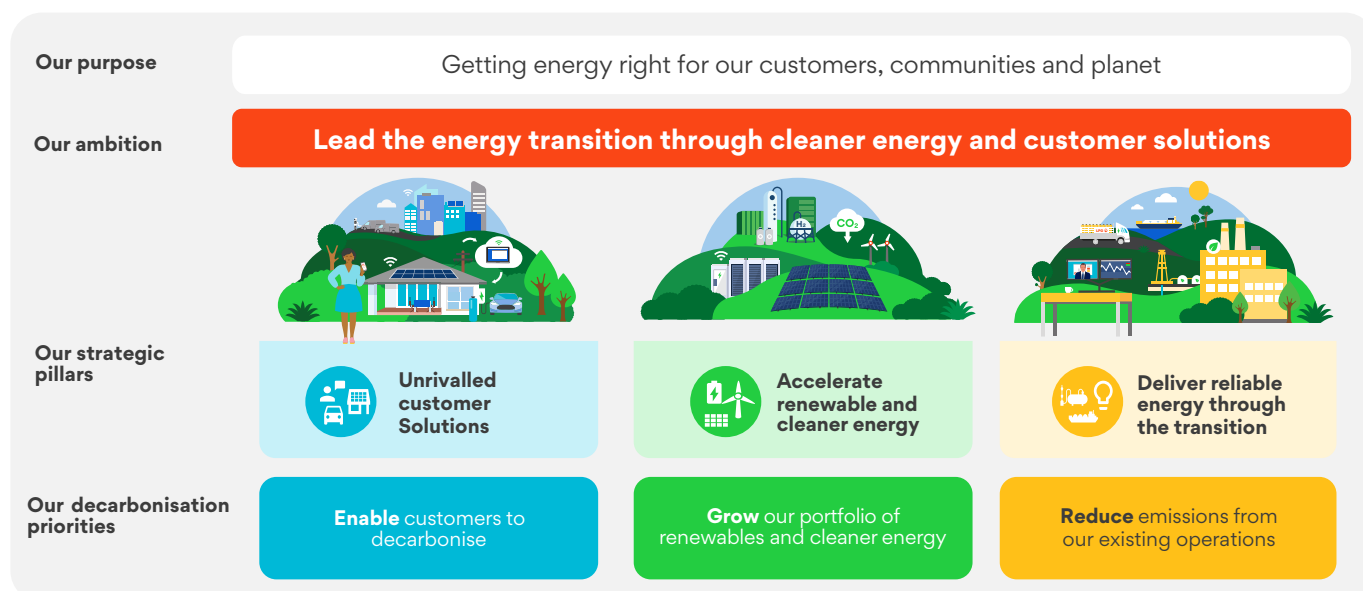 Our purpose
Getting energy right for our customers, communities and planet
Our ambition
Lead the energy transition through cleaner energy and customer solutions
H2
CO2
Our strategic
pillars
Unrivalled
customer
Solutions
Accelerate
renewable and
cleaner energy
Deliver reliable
energy through
the transition
Our decarbonisation
priorities
Enable customers to
decarbonise
Grow our portfolio of
renewables and cleaner energy
Reduce emissions from
our existing operations